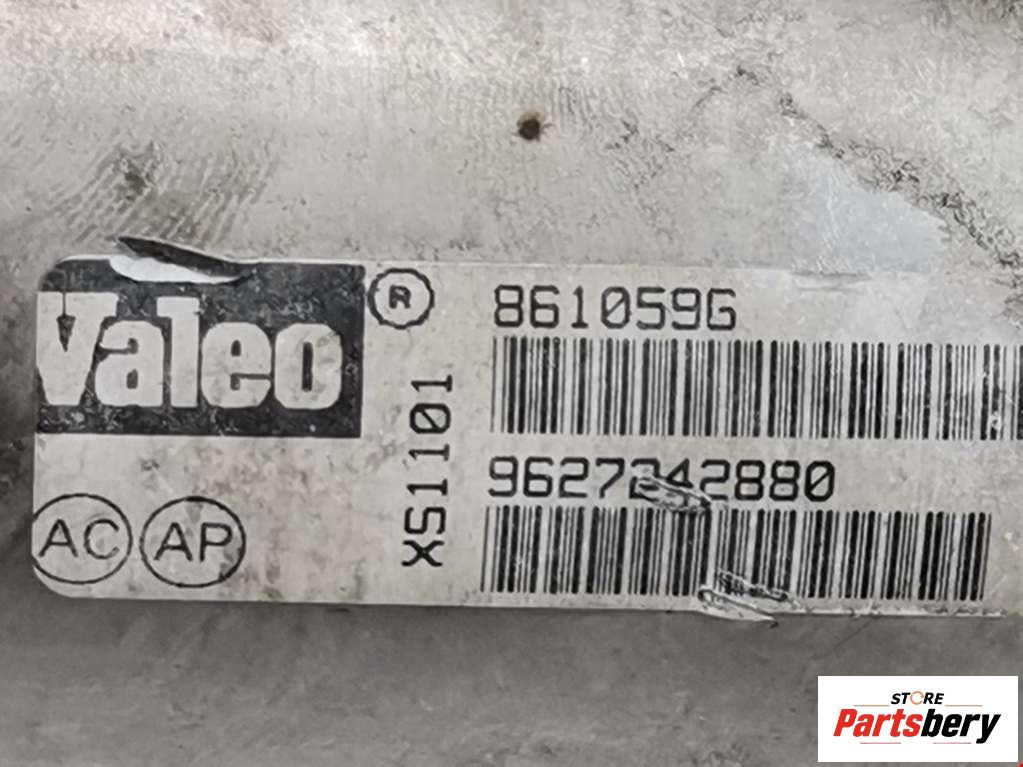 Valeo
®
861059G
XS1101
9627242880
AC
AP
STORE
Partsbery